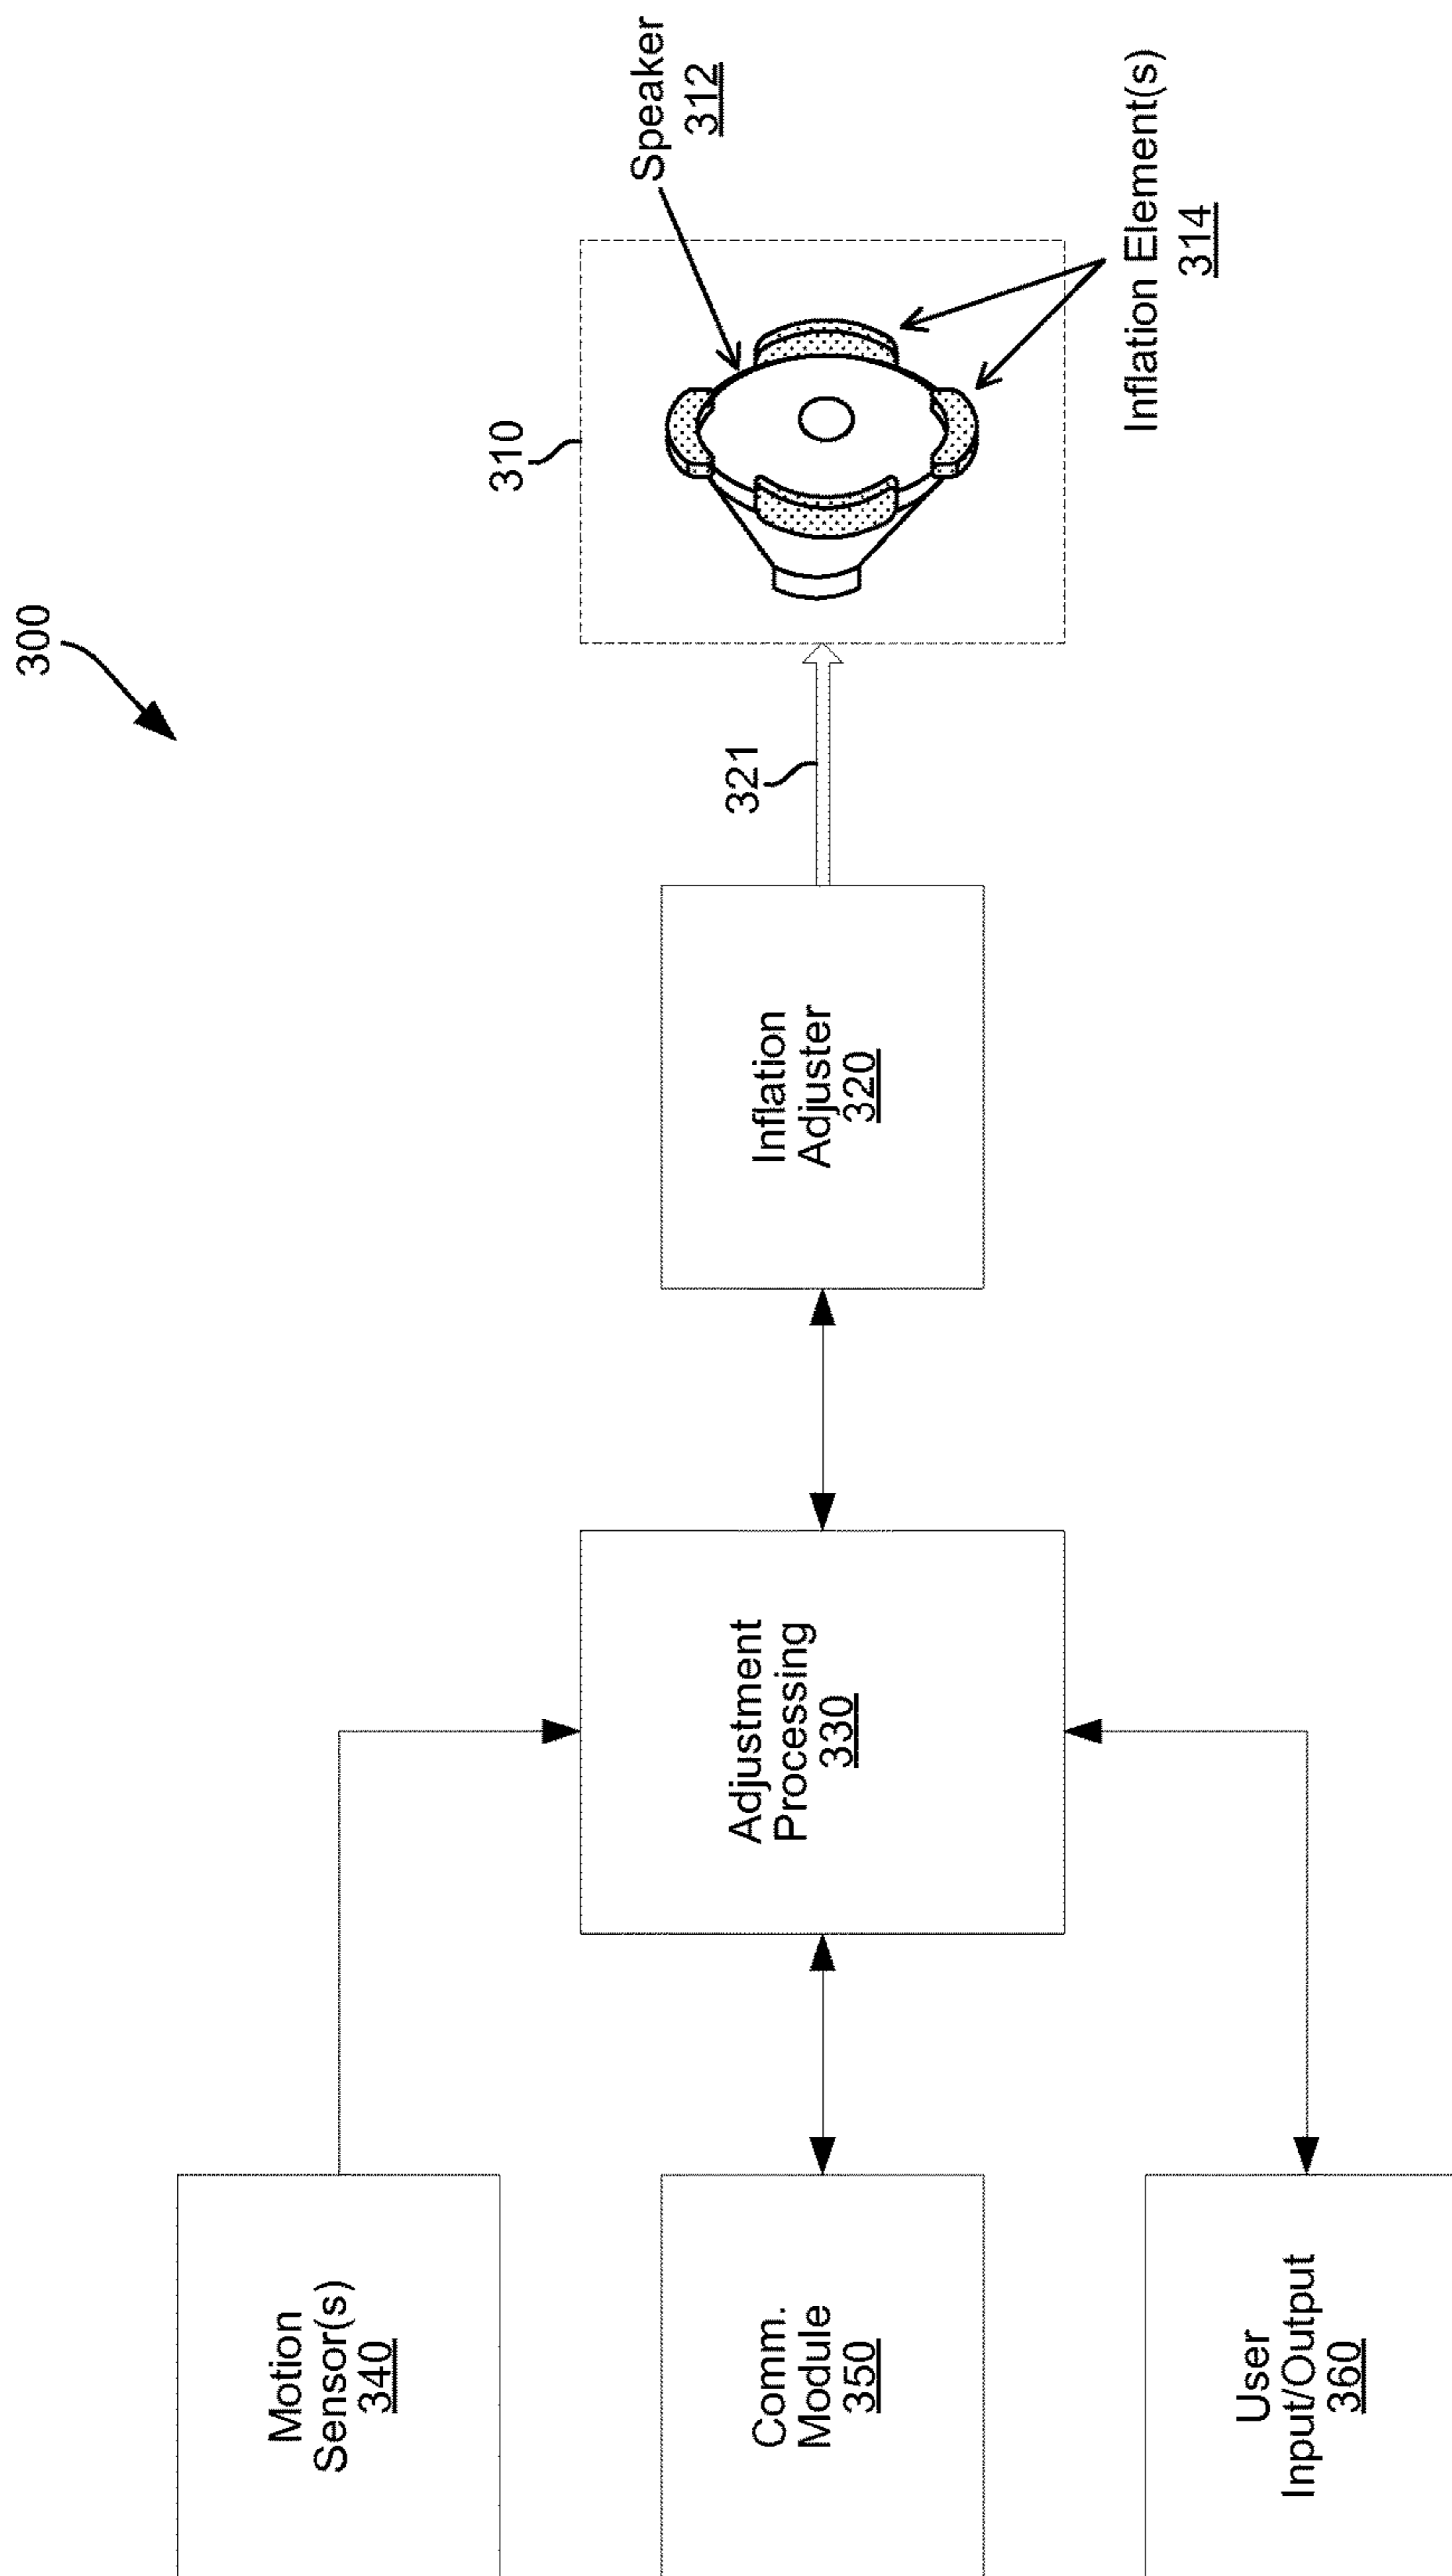 300
310
Speaker
312
321
Inflation Element(s)
314
Inflation
Adjuster
320
Adjustment
Processing
330
Motion
Sensor(s)
340
Comm.
Module
350
User
Input/Output
360